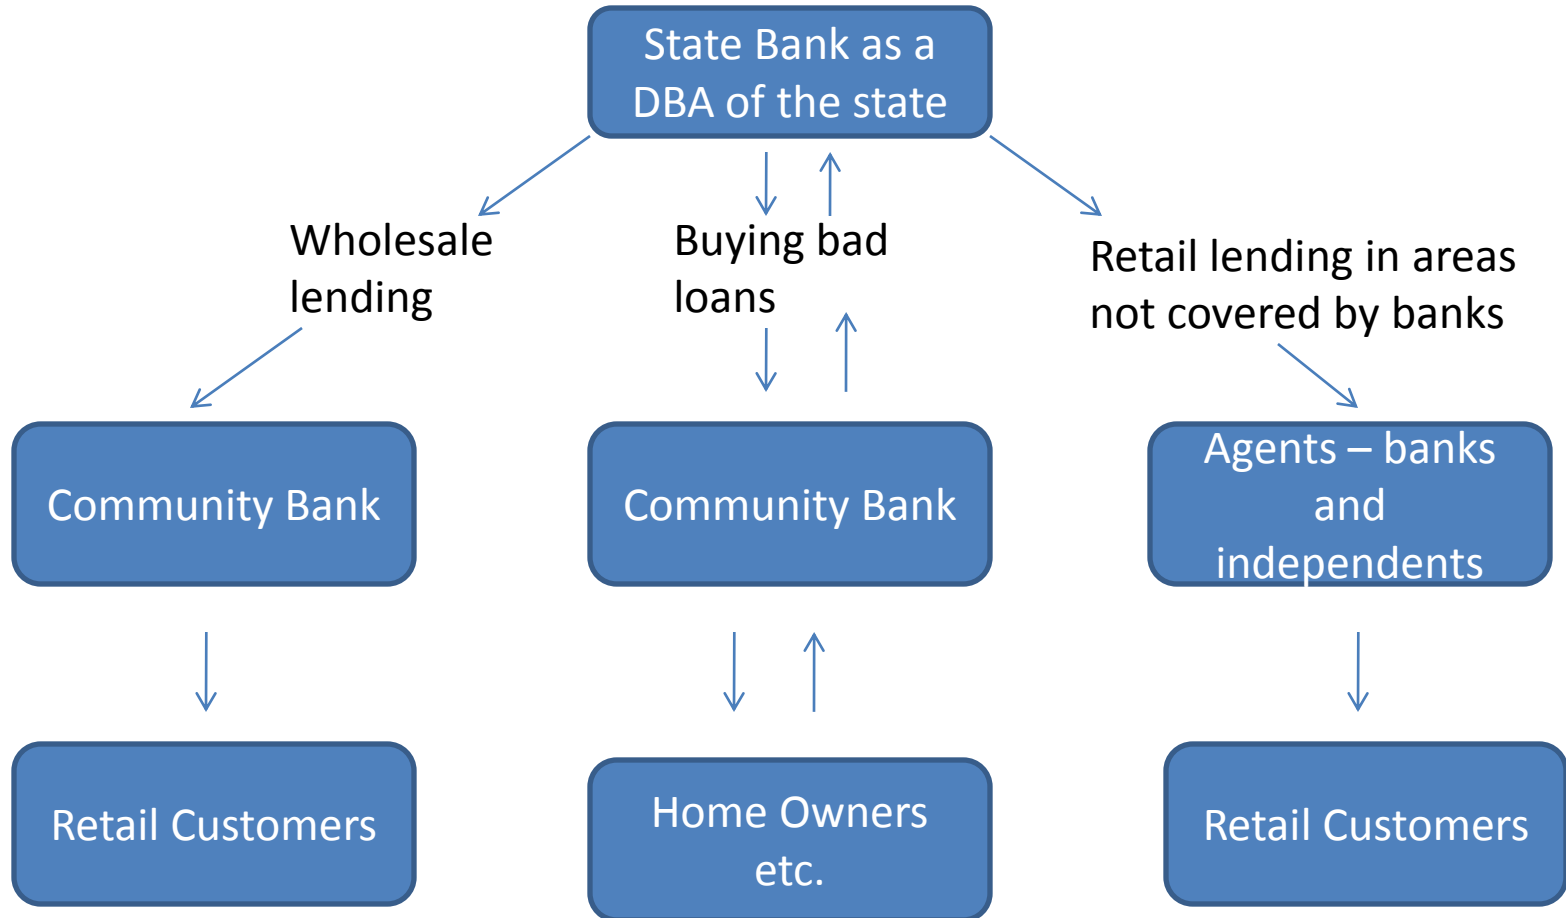 State Bank as a
DBA of the state
Wholesale
lending
Buying bad
loans
Retail lending in areas
not covered by banks
Community Bank
Community Bank
Agents – banks
and
independents
Retail Customers
Home Owners
etc.
Retail Customers